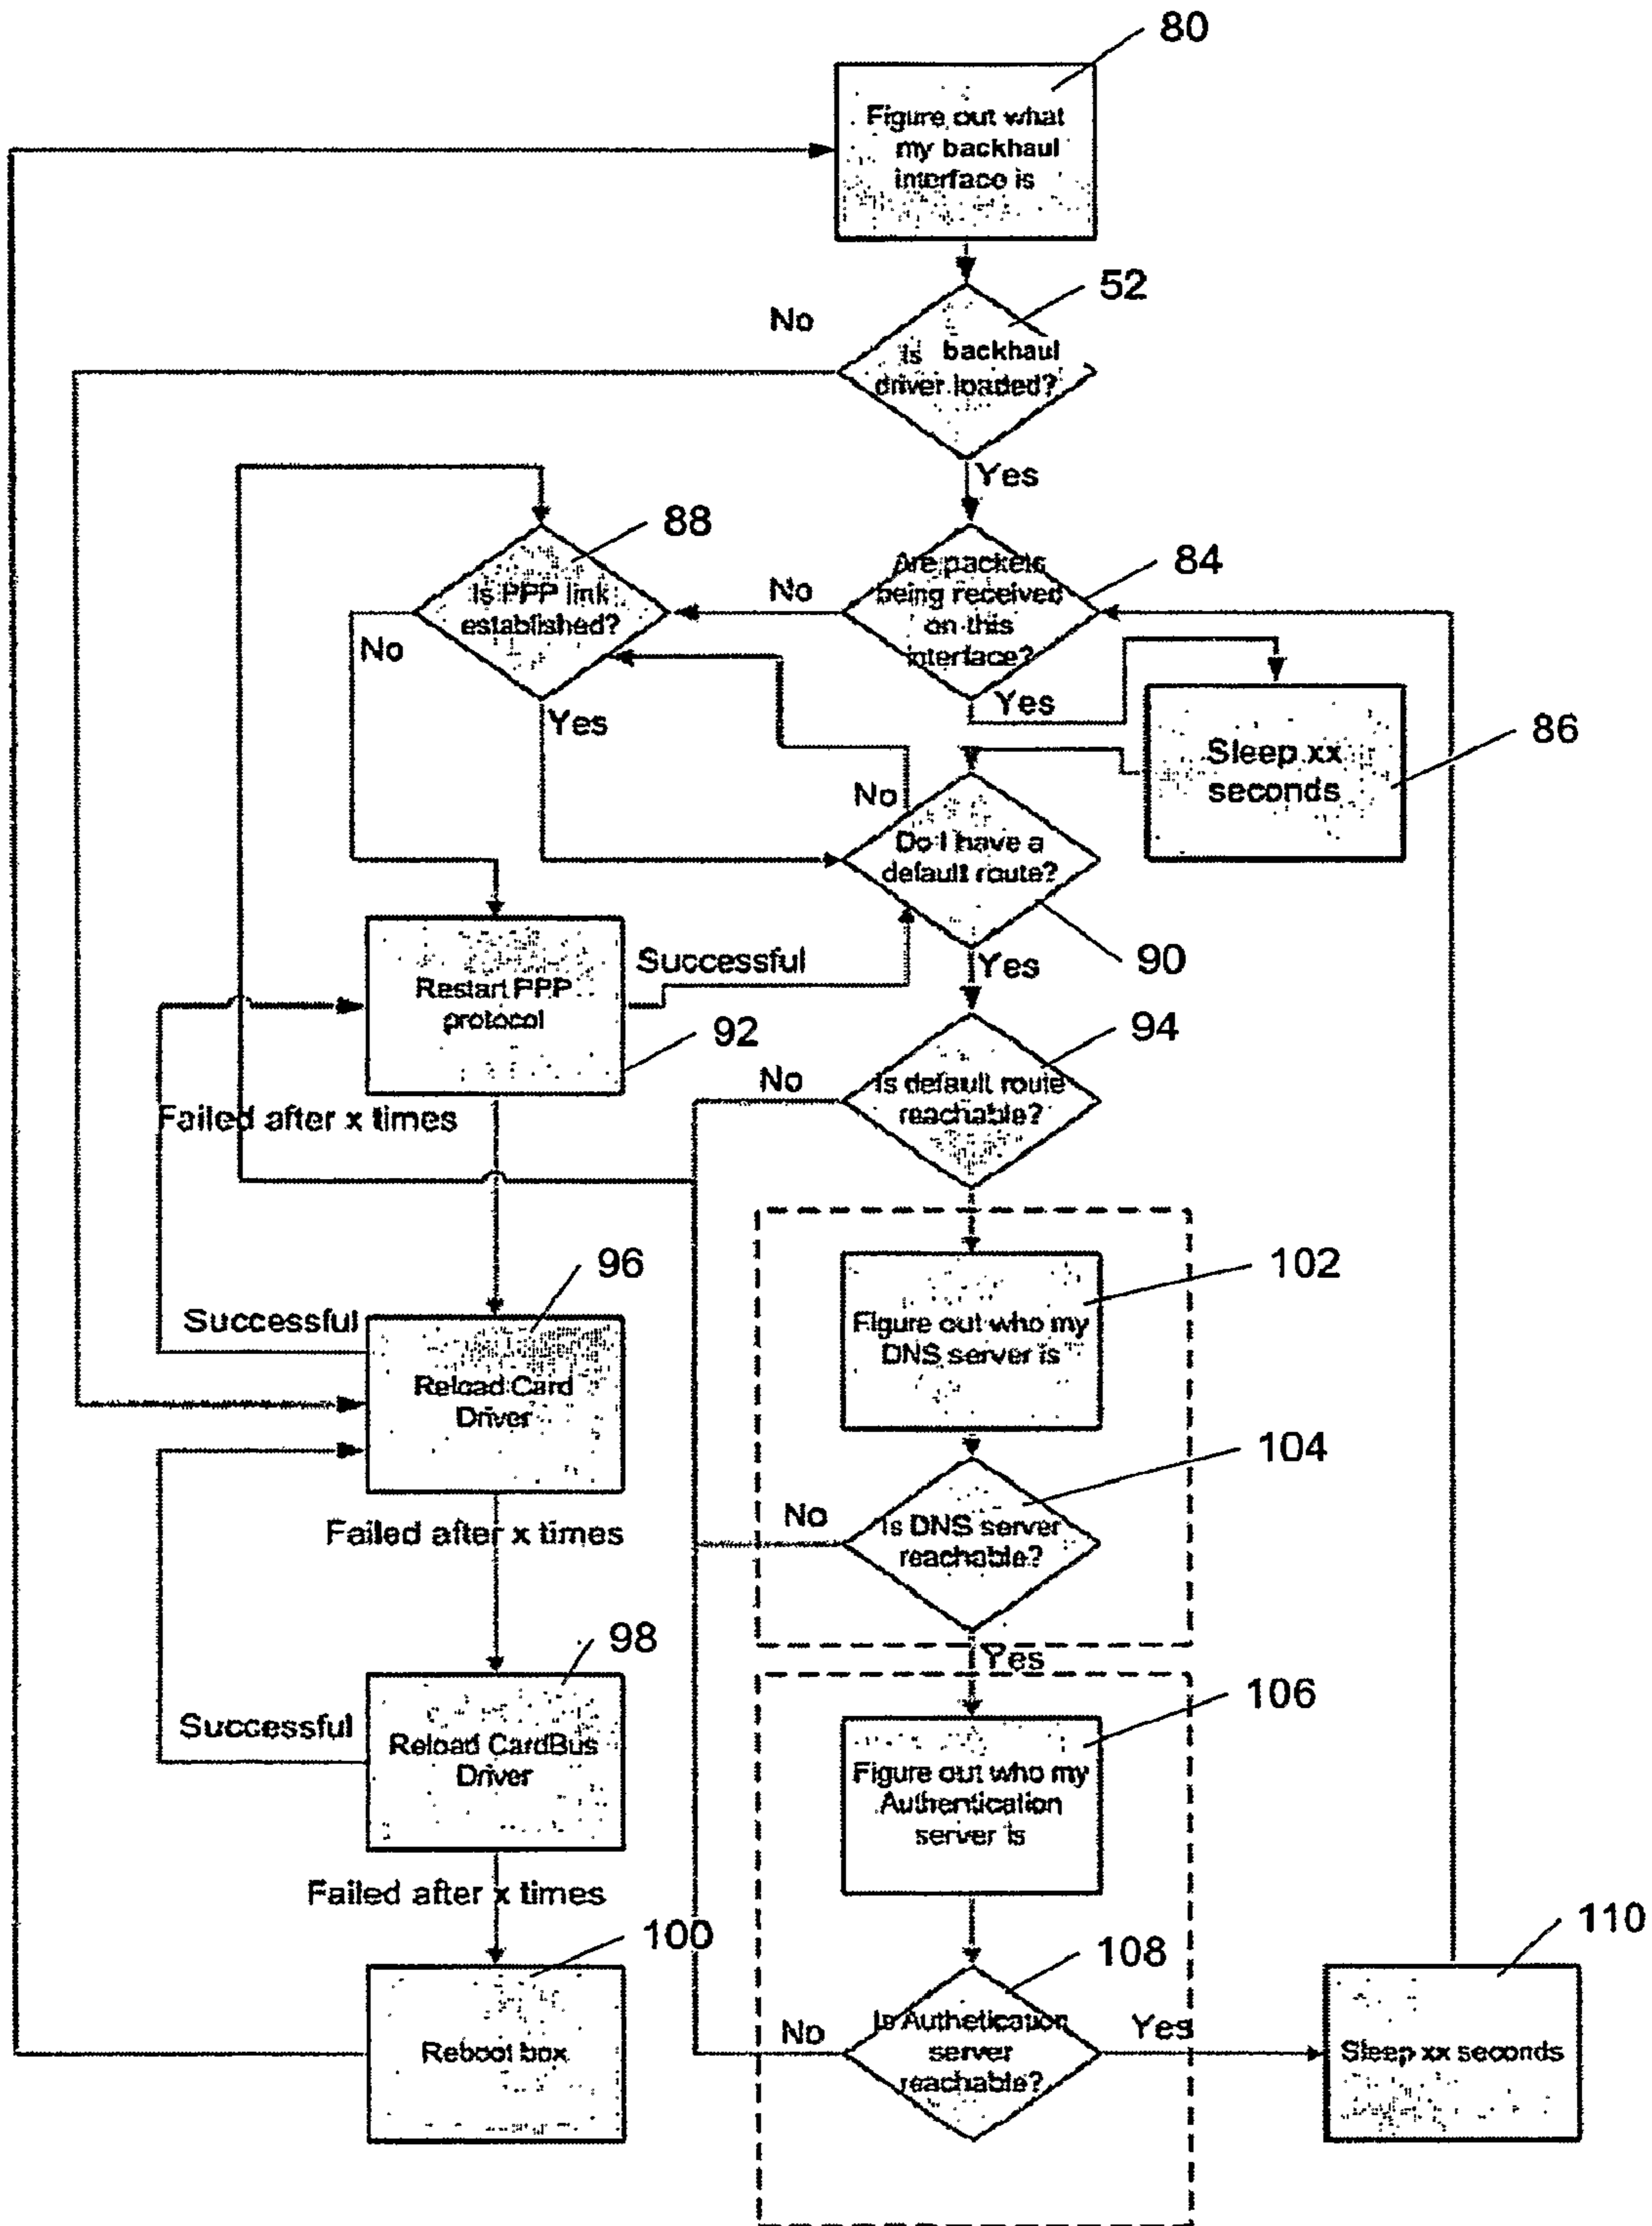 80
Figure out what
my backhaul
interface is
52
No
Is backhaul
driver loaded?
Yes
88
Is PPP link
established?
No
Yes
No
Are packets
being received
on this
interface?
84
Yes
Sleep xx
seconds
86
No
Do I have a
default route?
90
Yes
Restart PPP
protocol
Successful
92
Failed after x times
94
No
Is default route
reachable?
96
Successful
Reload Card
Driver
Failed after x times
102
Figure out who my
DNS server is
104
No
Is DNS server
reachable?
Yes
98
Successful
Reload CardBus
Driver
Failed after x times
106
Figure out who my
Authentication
server is
100
Reboot box
108
No
Is Authetication
server
reachable?
Yes
110
Sleep xx seconds